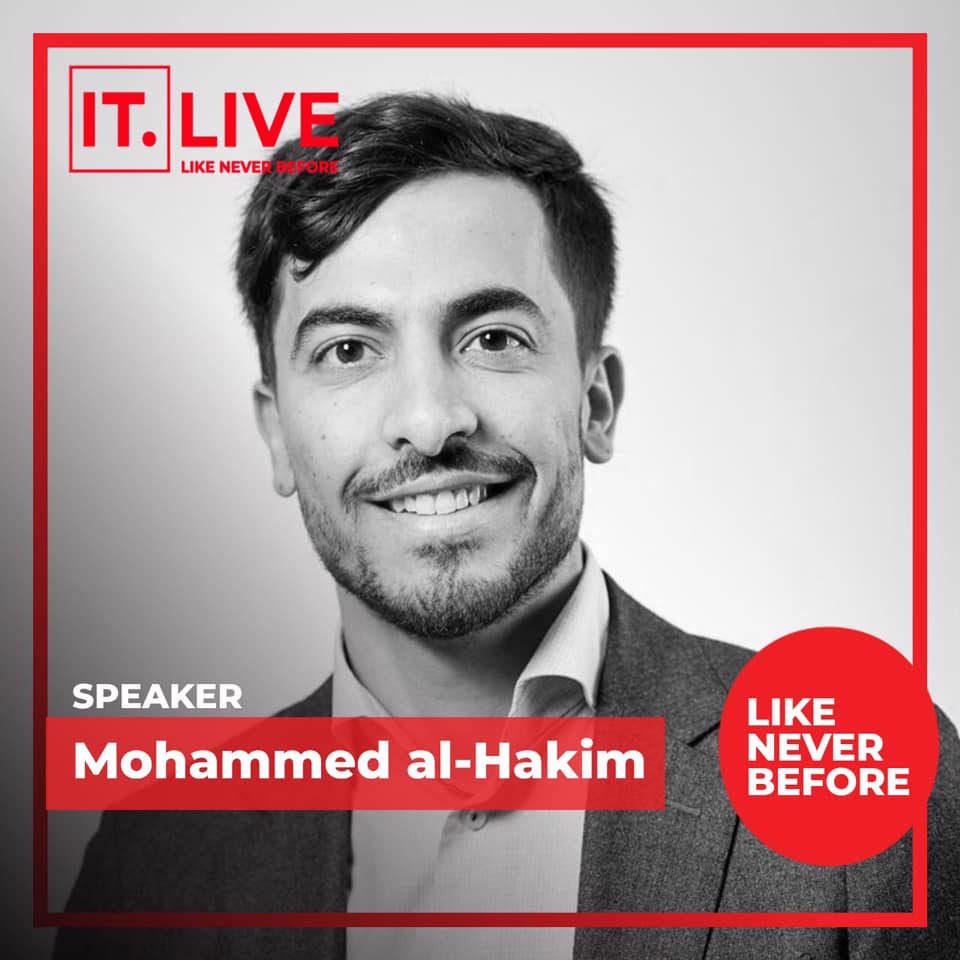 IT. LIVE
LIKE NEVER BEFORE
SPEAKER
Mohammed al-Hakim
LIKE
NEVER
BEFORE